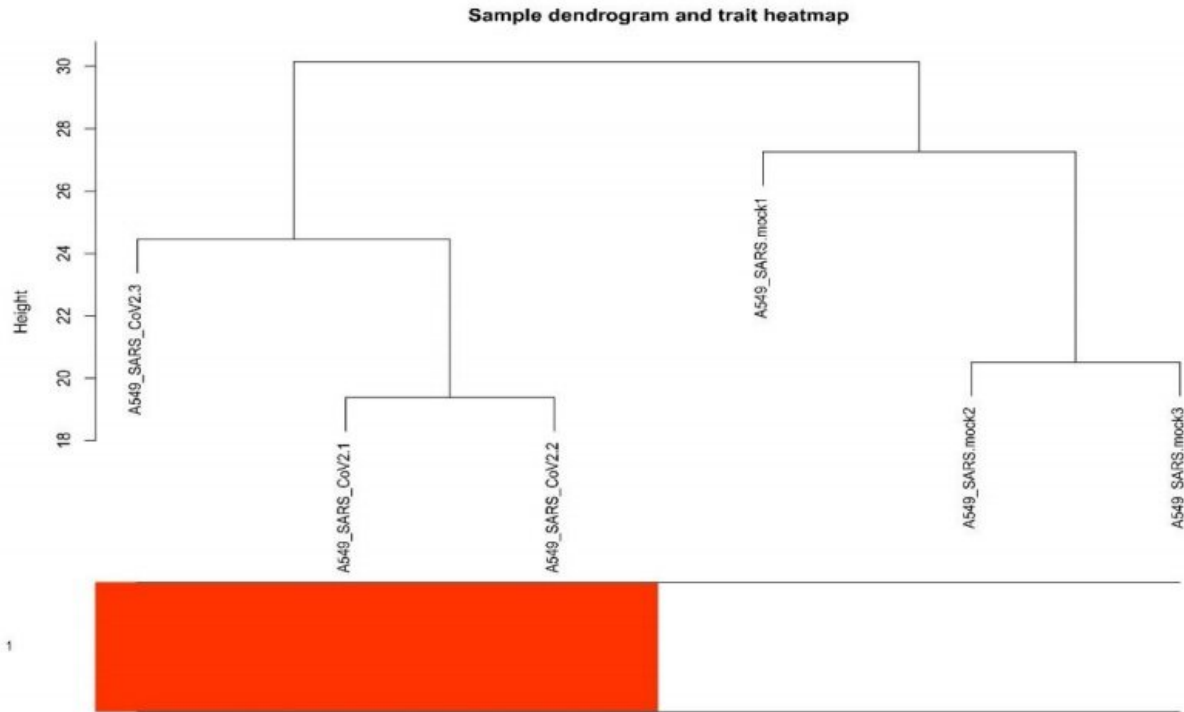 Sample dendrogram and trait heatmap
Height
30
28
26
24
22
20
18
A549_SARS_CoV2.3
A549_SARS_CoV2.1
A549_SARS_CoV2.2
A549_SARS.mock1
A549_SARS.mock2
A549_SARS.mock3
1